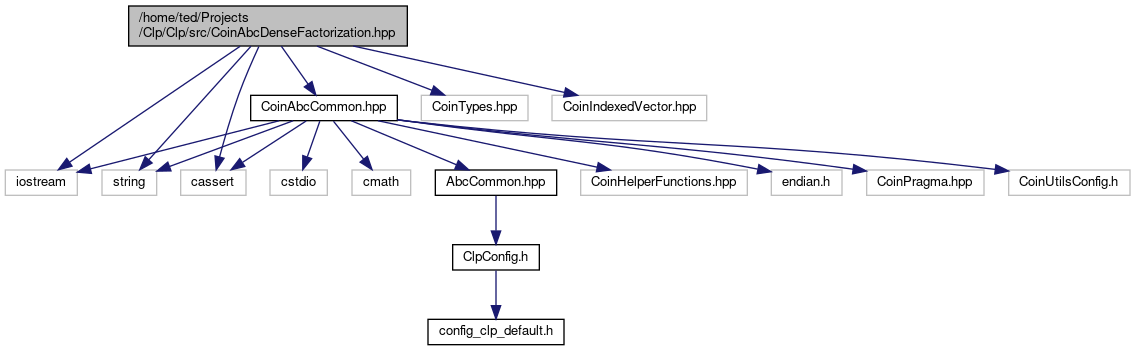 /home/ted/Projects
/Clp/Clp/src/CoinAbcDenseFactorization.hpp
CoinAbcCommon.hpp
CoinTypes.hpp
CoinIndexedVector.hpp
iostream
string
cassert
cstdio
cmath
AbcCommon.hpp
CoinHelperFunctions.hpp
endian.h
CoinPragma.hpp
CoinUtilsConfig.h
ClpConfig.h
config_clp_default.h